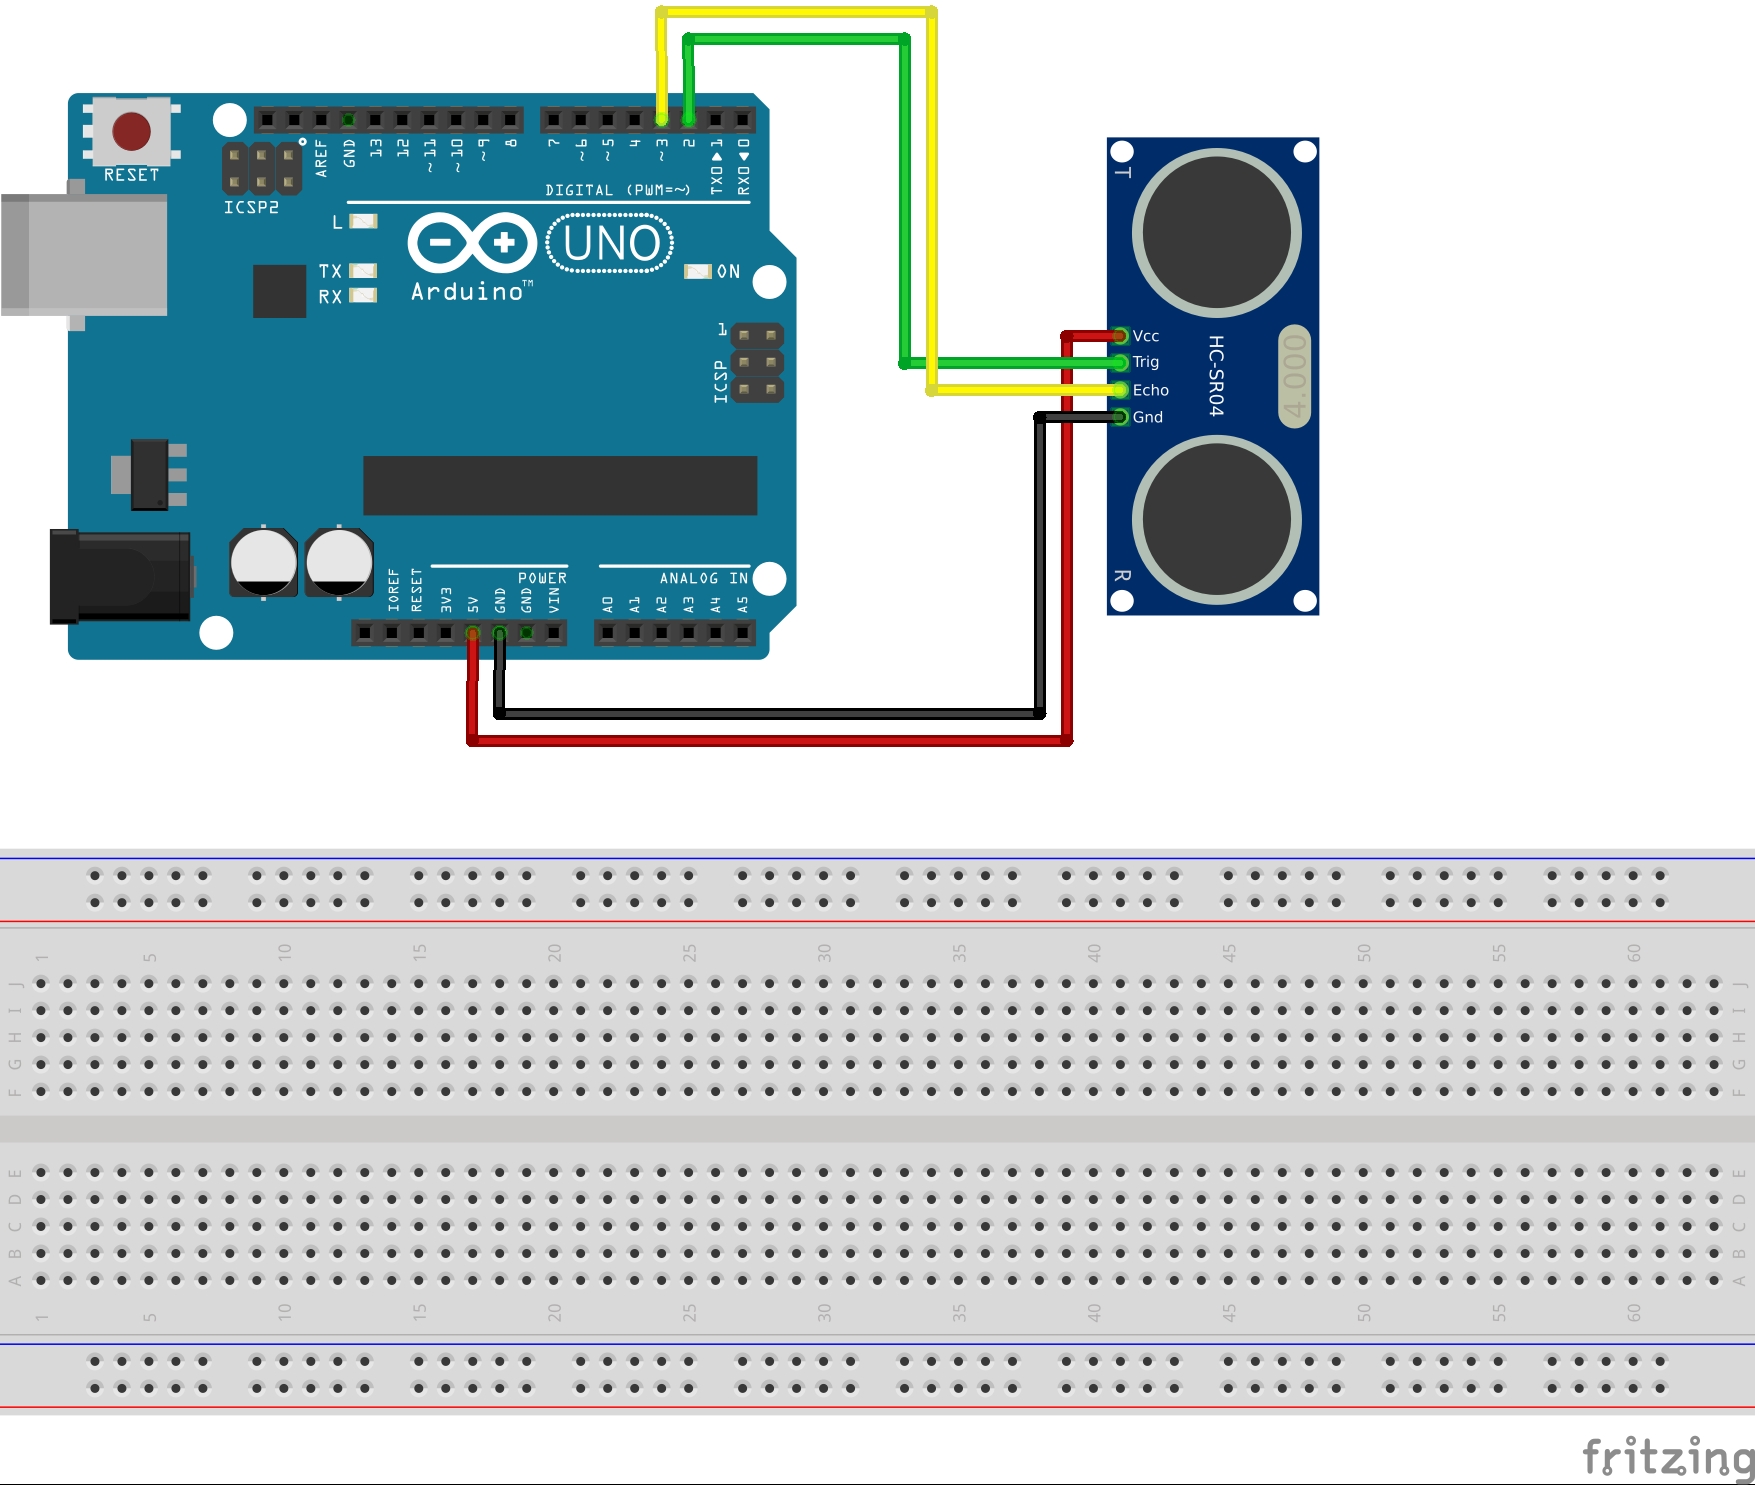 RESET
ICSP2
AREF
GND
13
12
~11
~10
~9
8
7
~6
~5
4
~3
2
TX0▶1
RX0◀0
DIGITAL (PWM=~)
L
TX
RX
UNO
Arduino™
ON
1
ICSP
IOREF
RESET
3V3
5V
GND
GND
VIN
POWER
ANALOG IN
A0
A1
A2
A3
A4
A5
T
Vcc
Trig
Echo
Gnd
HC-SR04
4.000
R
1 5 10 15 20 25 30 35 40 45 50 55 60
J J
I I
H H
G G
F F
E E
D D
C C
B B
A A
1 5 10 15 20 25 30 35 40 45 50 55 60
fritzing